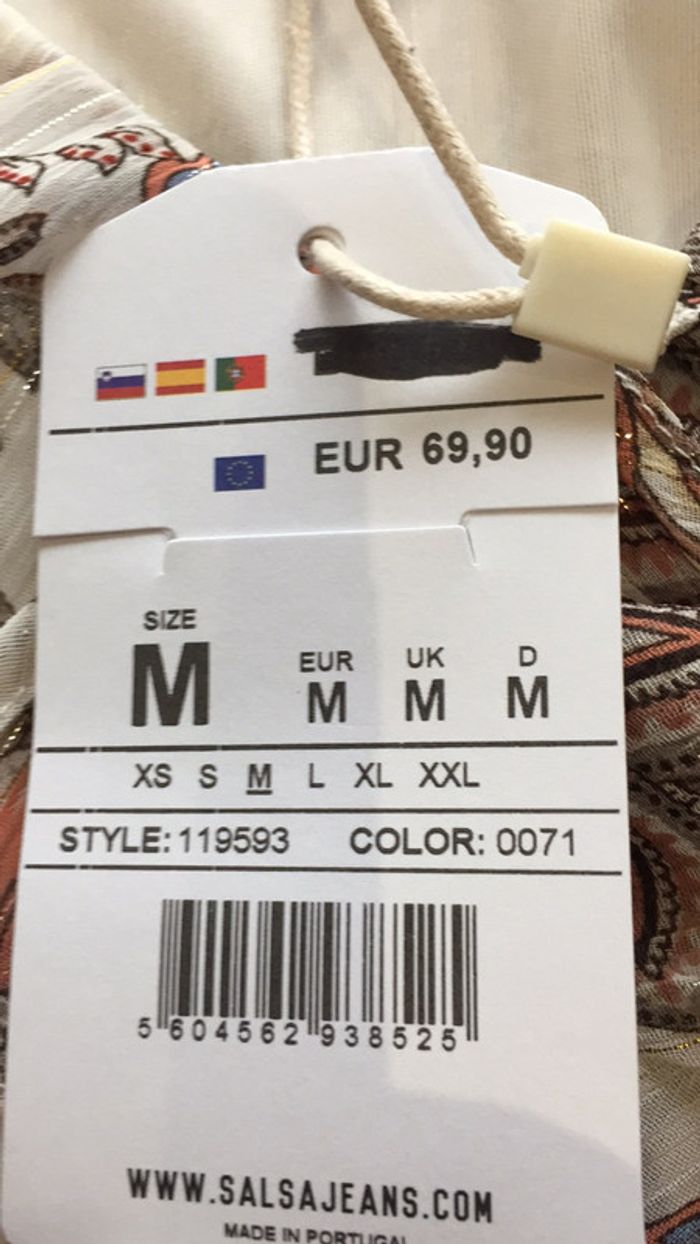 EUR 69,90
SIZE
M
EUR UK D
M M M
XS S M L XL XXL
STYLE: 119593 COLOR: 0071
5 604562 938525
WWW.SALSAJEANS.COM
MADE IN PORTUGAL